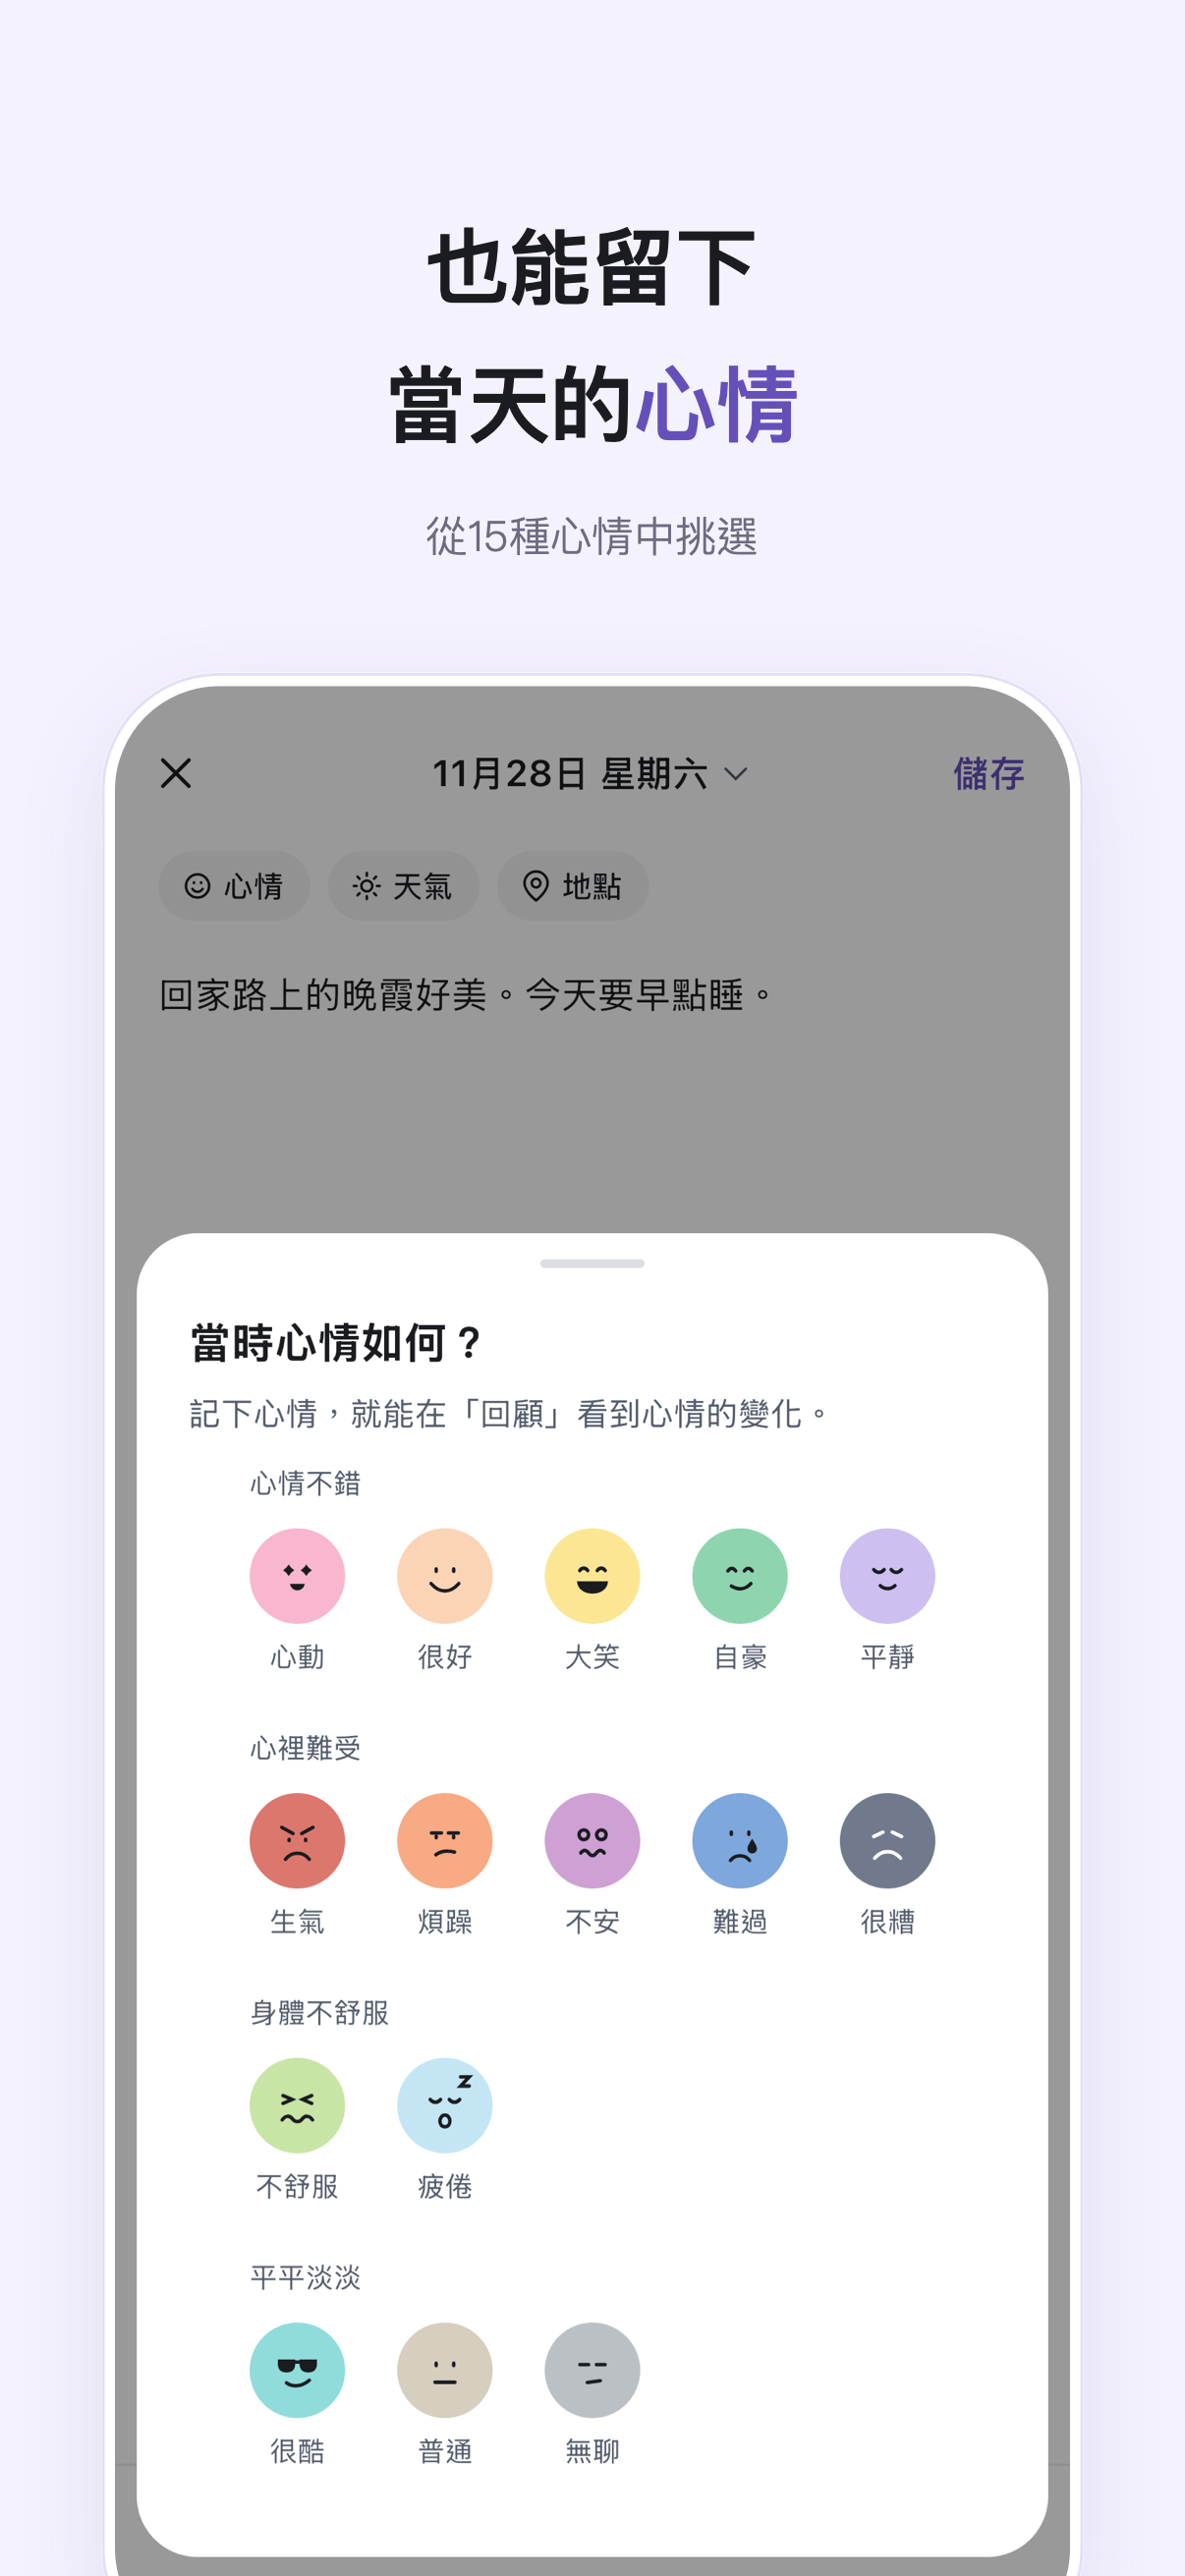 也能留下
當天的心情
從15種心情中挑選
11月28日 星期六
儲存
心情 天氣 地點
回家路上的晚霞好美。今天要早點睡。
當時心情如何？
記下心情，就能在「回顧」看到心情的變化。
心情不錯
心動 很好 大笑 自豪 平靜
心裡難受
生氣 煩躁 不安 難過 很糟
身體不舒服
z
不舒服 疲倦
平平淡淡
很酷 普通 無聊